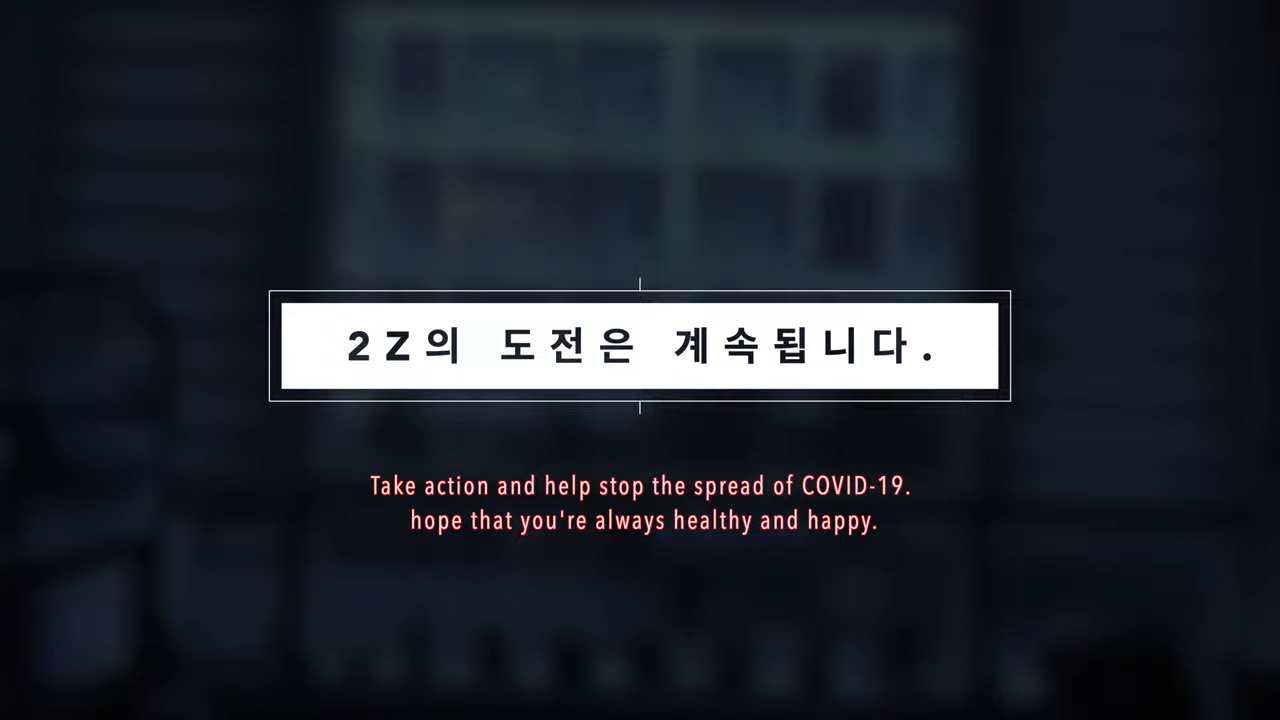 2Z의 도전은 계속됩니다.
Take action and help stop the spread of COVID-19.
hope that you're always healthy and happy.